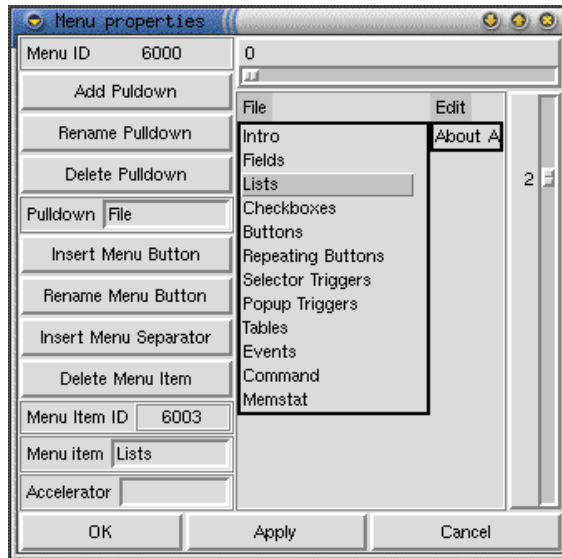 Menu properties
Menu ID 6000
0
Add Puldown
Rename Pulldown
Delete Pulldown
Pulldown File
Insert Menu Button
Rename Menu Button
Insert Menu Separator
Delete Menu Item
Menu Item ID 6003
Menu item Lists
Accelerator
File Edit
Intro
Fields
Lists
Checkboxes
Buttons
Repeating Buttons
Selector Triggers
Popup Triggers
Tables
Events
Command
Memstat
About A
2
OK Apply Cancel